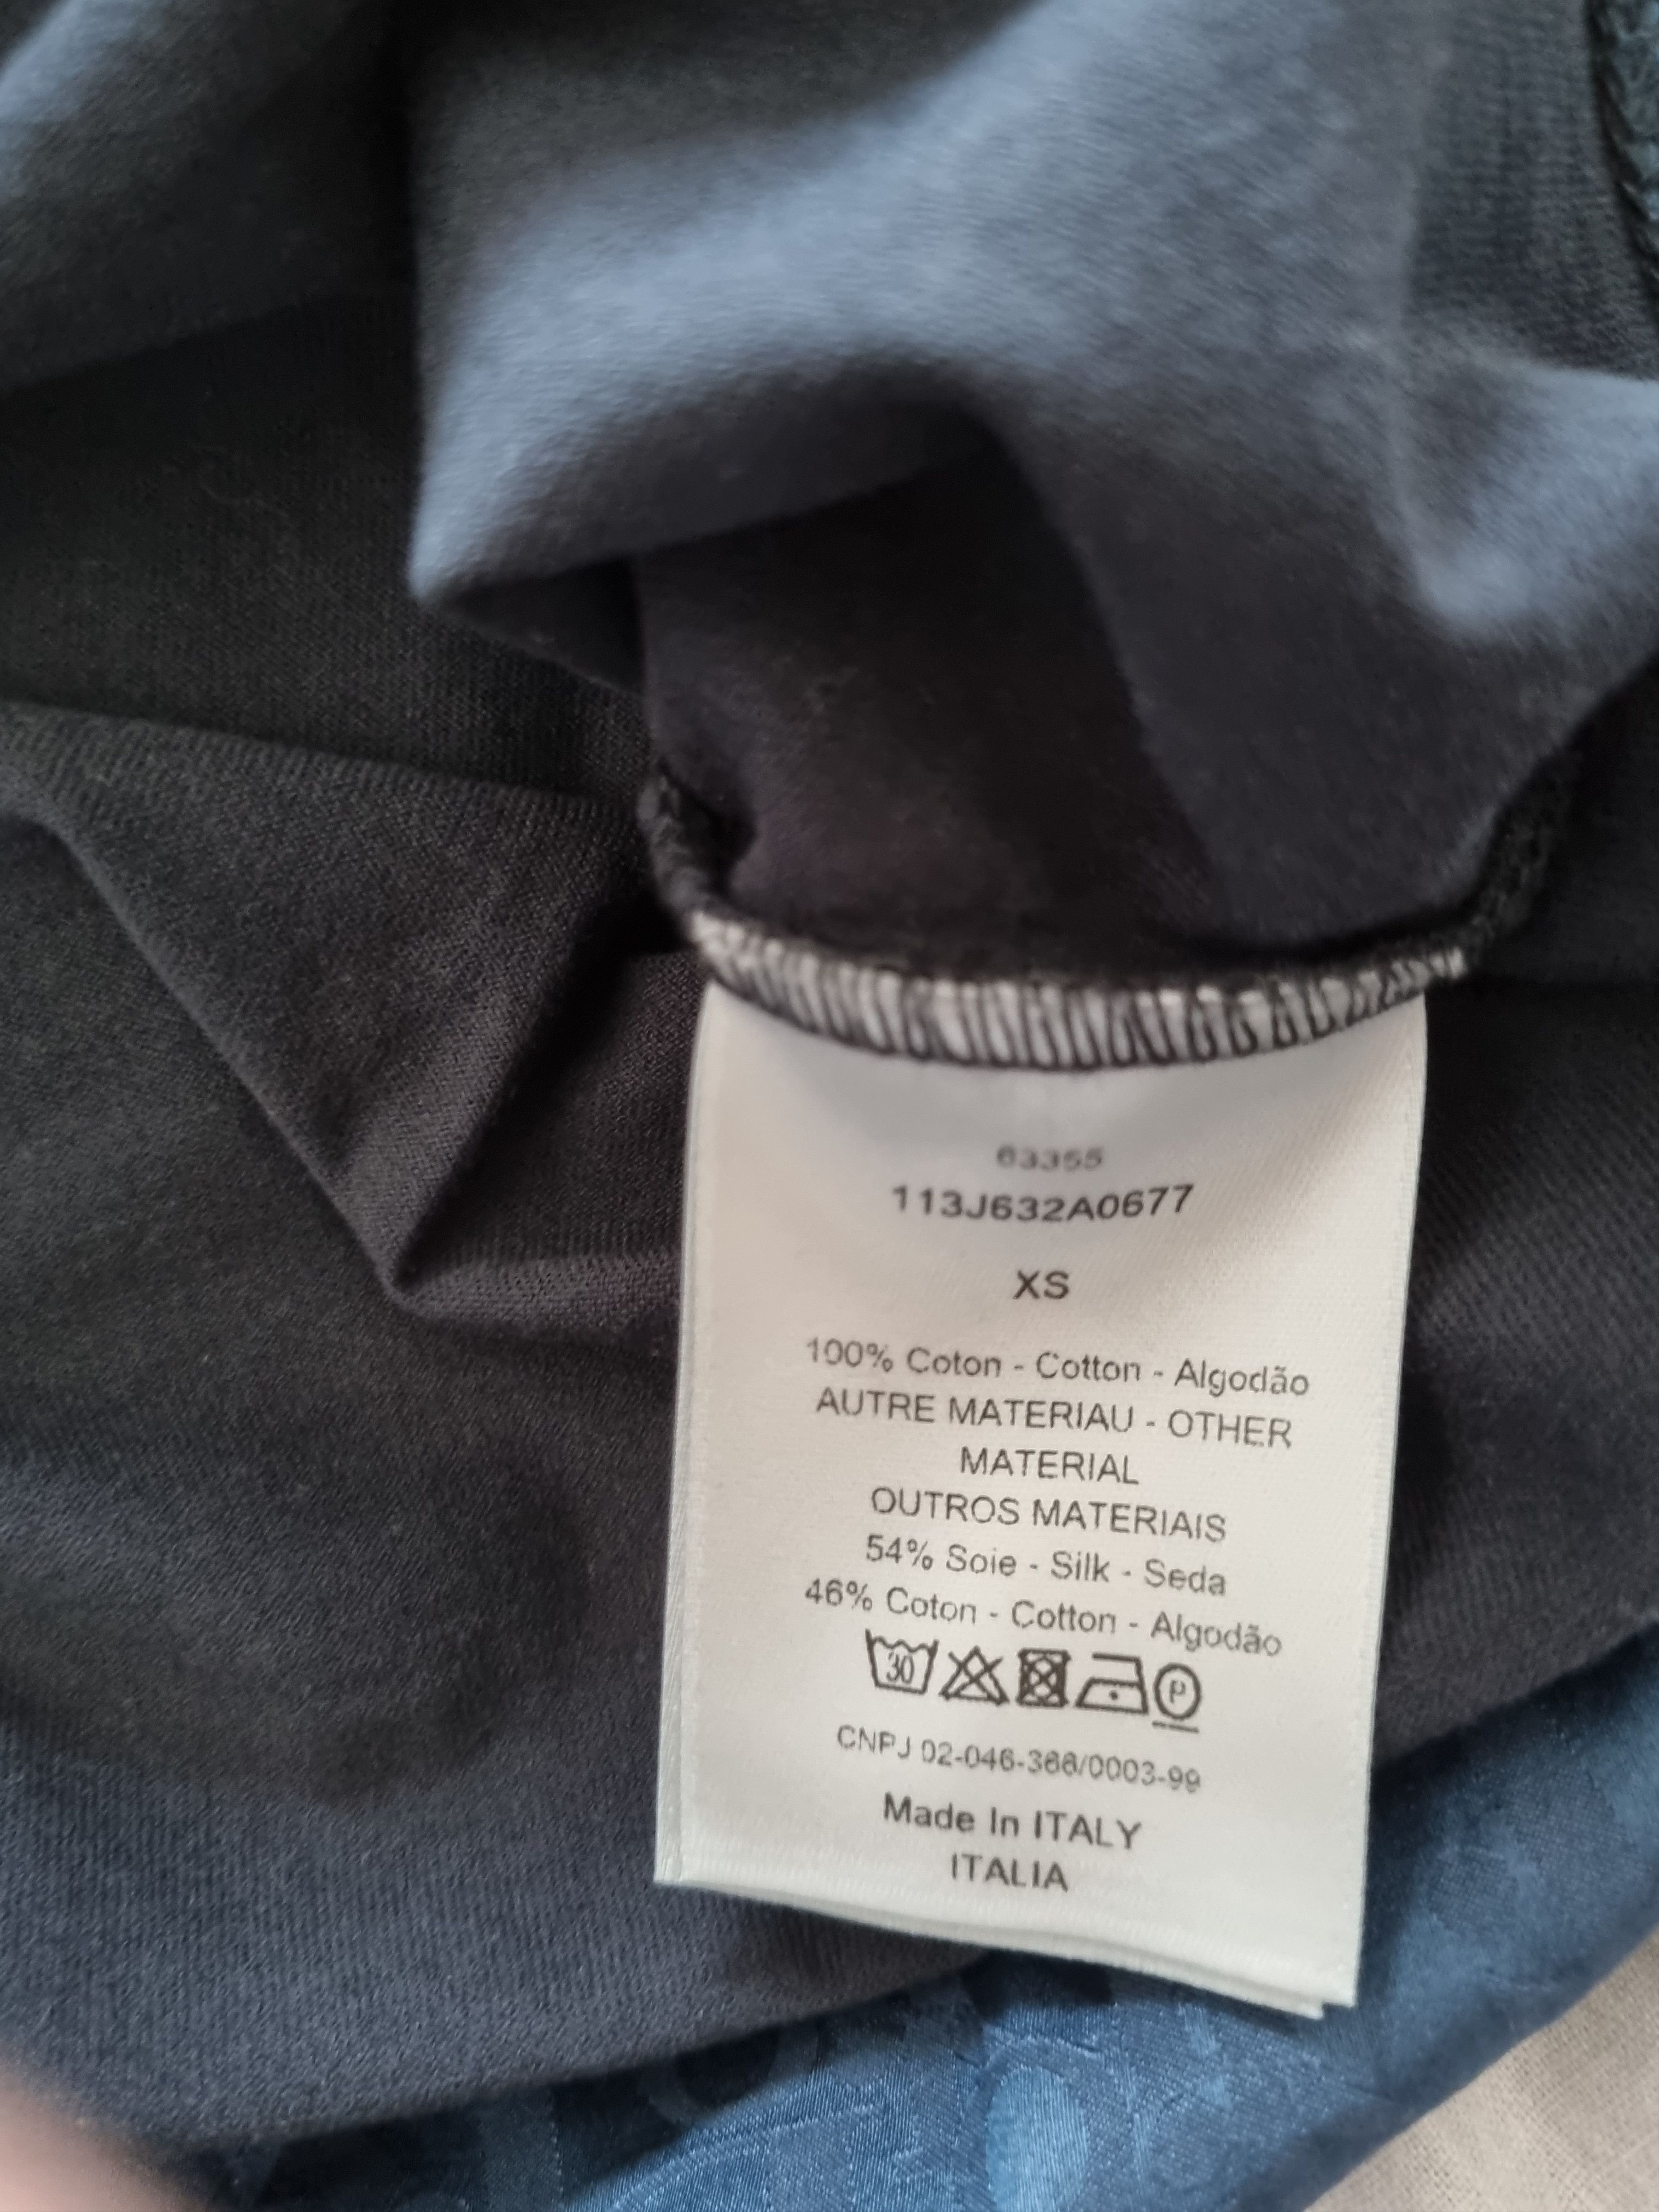 63355
113J632A0677
XS
100% Coton - Cotton - Algodão
AUTRE MATERIAU - OTHER
MATERIAL
OUTROS MATERIAIS
54% Soie - Silk - Seda
46% Coton - Cotton - Algodão
30 P
CNPJ 02-046-366/0003-99
Made In ITALY
ITALIA